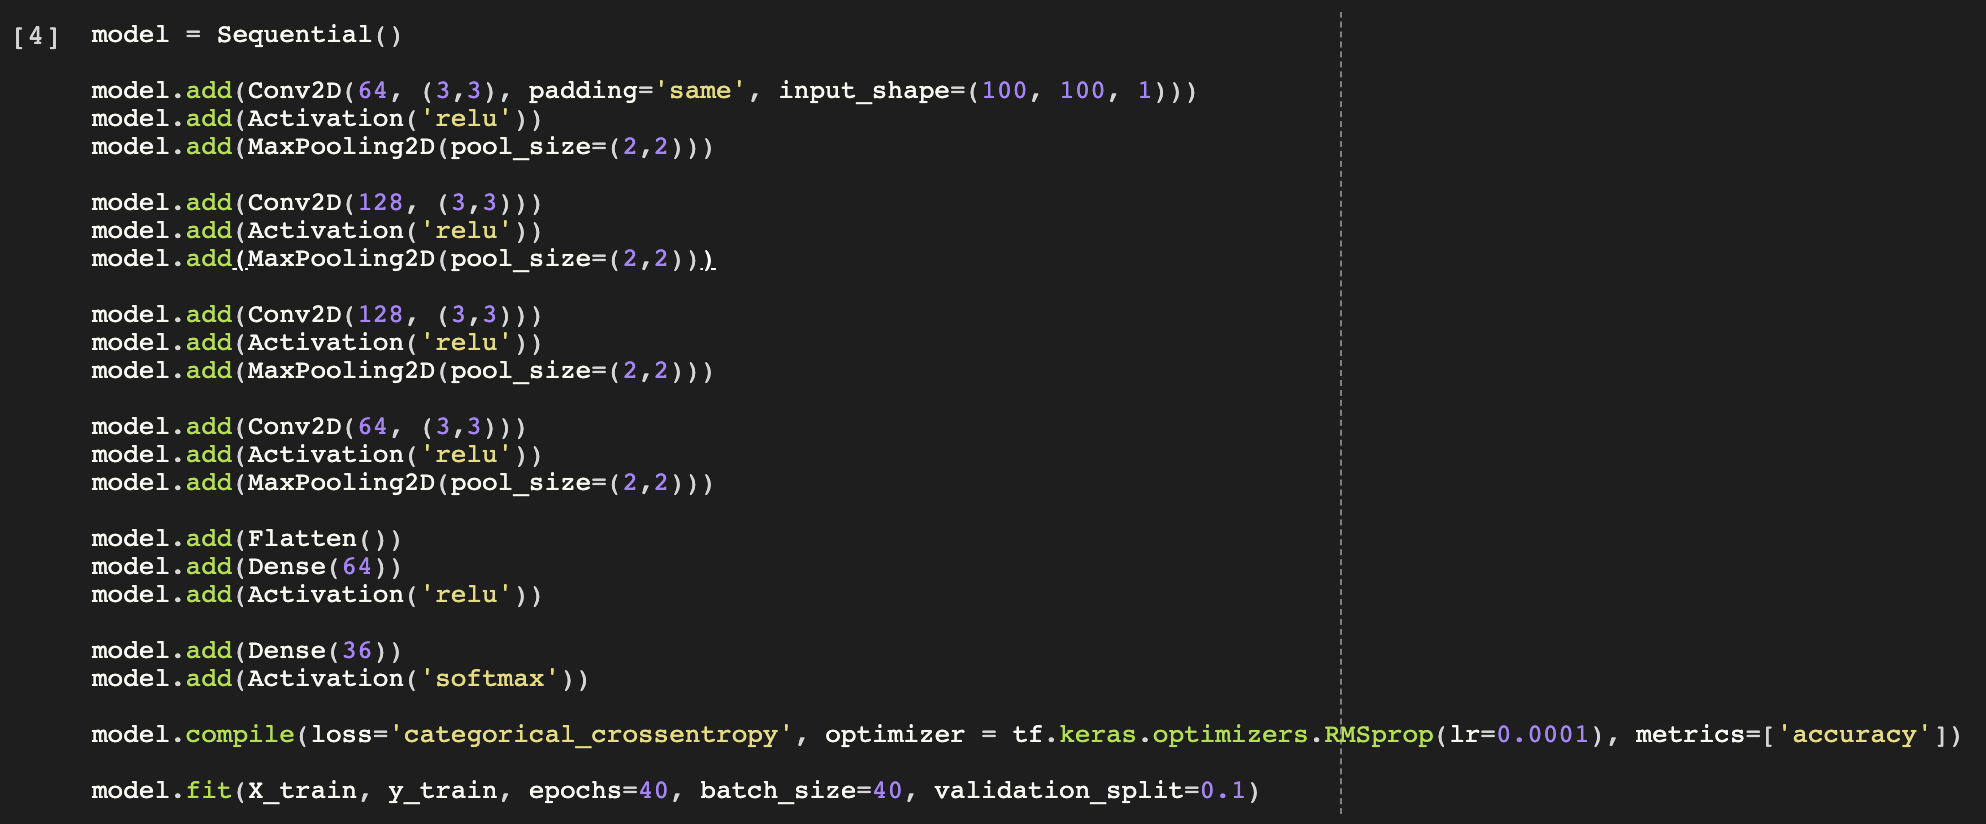 [4] model = Sequential()
model.add(Conv2D(64, (3,3), padding='same', input_shape=(100, 100, 1)))
model.add(Activation('relu'))
model.add(MaxPooling2D(pool_size=(2,2)))
model.add(Conv2D(128, (3,3)))
model.add(Activation('relu'))
model.add(MaxPooling2D(pool_size=(2,2)))
model.add(Conv2D(128, (3,3)))
model.add(Activation('relu'))
model.add(MaxPooling2D(pool_size=(2,2)))
model.add(Conv2D(64, (3,3)))
model.add(Activation('relu'))
model.add(MaxPooling2D(pool_size=(2,2)))
model.add(Flatten())
model.add(Dense(64))
model.add(Activation('relu'))
model.add(Dense(36))
model.add(Activation('softmax'))
model.compile(loss='categorical_crossentropy', optimizer = tf.keras.optimizers.RMSprop(lr=0.0001), metrics=['accuracy'])
model.fit(X_train, y_train, epochs=40, batch_size=40, validation_split=0.1)